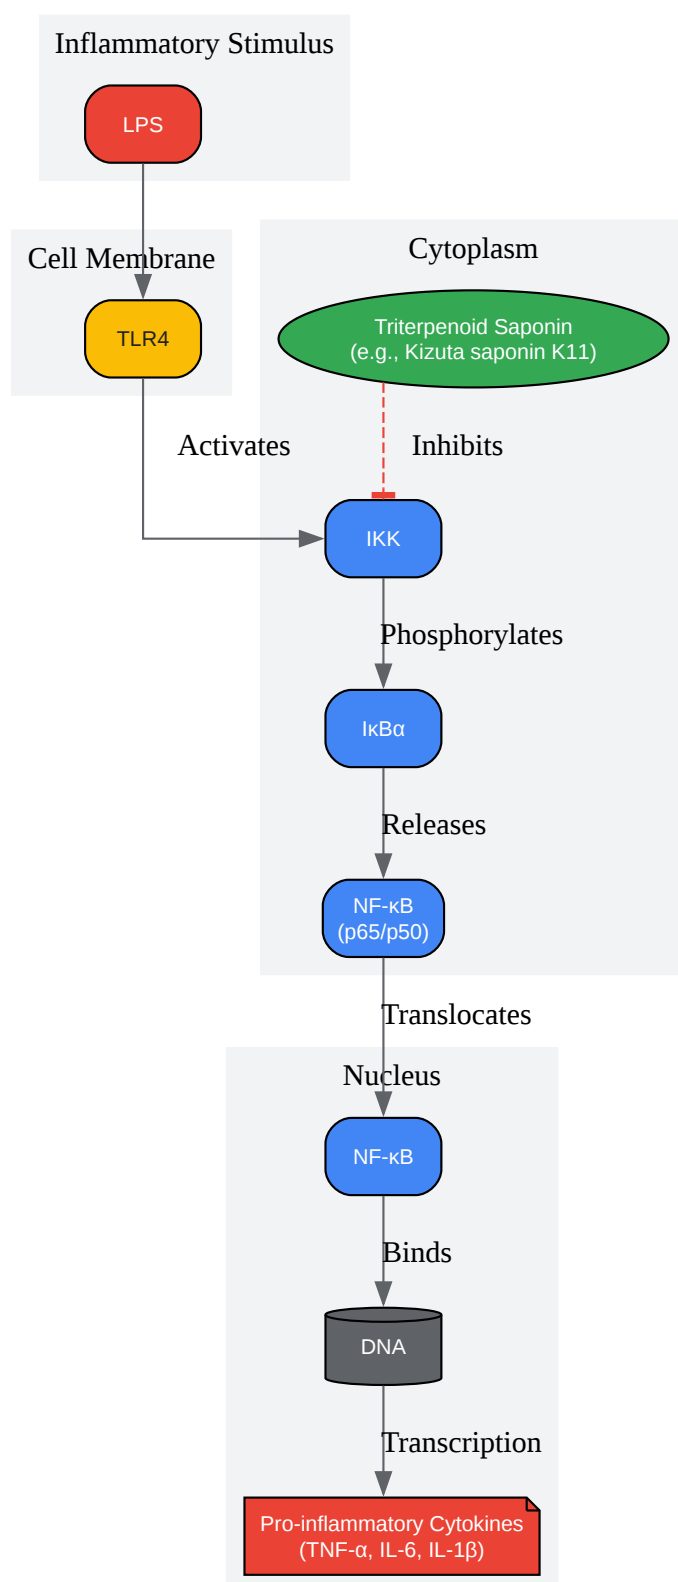 Inflammatory Stimulus
LPS
Cell Membrane
TLR4
Cytoplasm
Triterpenoid Saponin
(e.g., Kizuta saponin K11)
Activates
Inhibits
IKK
Phosphorylates
IκBα
Releases
NF-κB
(p65/p50)
Translocates
Nucleus
NF-κB
Binds
DNA
Transcription
Pro-inflammatory Cytokines
(TNF-α, IL-6, IL-1β)